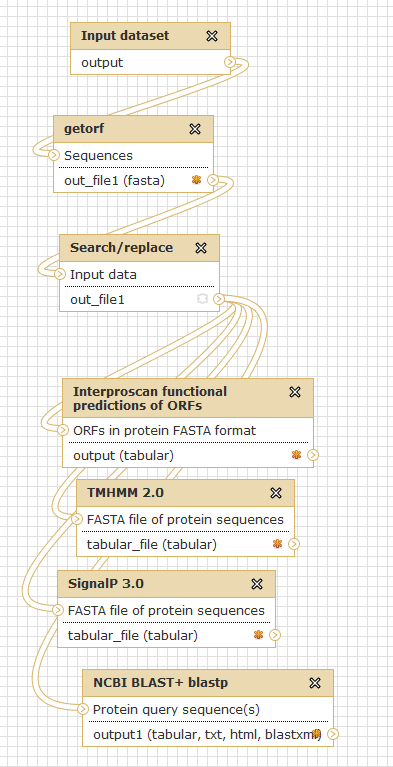 Input dataset
output
getorf
Sequences
out_file1 (fasta)
Search/replace
Input data
out_file1
Interproscan functional
predictions of ORFs
ORFs in protein FASTA format
output (tabular)
TMHMM 2.0
FASTA file of protein sequences
tabular_file (tabular)
SignalP 3.0
FASTA file of protein sequences
tabular_file (tabular)
NCBI BLAST+ blastp
Protein query sequence(s)
output1 (tabular, txt, html, blastxml)